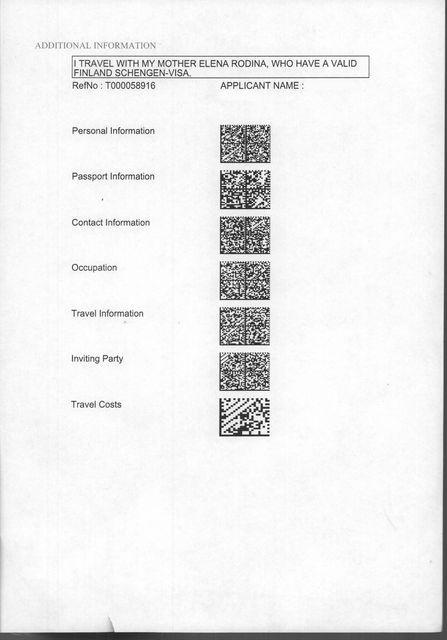 ADDITIONAL INFORMATION
I TRAVEL WITH MY MOTHER ELENA RODINA, WHO HAVE A VALID
FINLAND SCHENGEN-VISA.
RefNo : T000058916 APPLICANT NAME :
Personal Information
Passport Information
Contact Information
Occupation
Travel Information
Inviting Party
Travel Costs